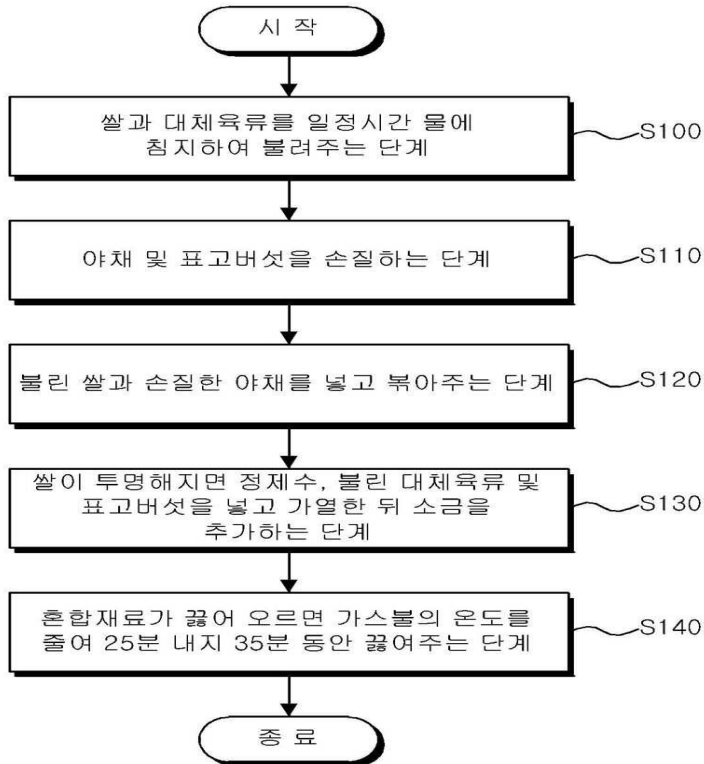 시 작
쌀과 대체육류를 일정시간 물에
침지하여 불려주는 단계
S100
야채 및 표고버섯을 손질하는 단계
S110
불린 쌀과 손질한 야채를 넣고 볶아주는 단계
S120
쌀이 투명해지면 정제수, 불린 대체육류 및
표고버섯을 넣고 가열한 뒤 소금을
추가하는 단계
S130
혼합재료가 끓어 오르면 가스불의 온도를
줄여 25분 내지 35분 동안 끓여주는 단계
S140
종 료